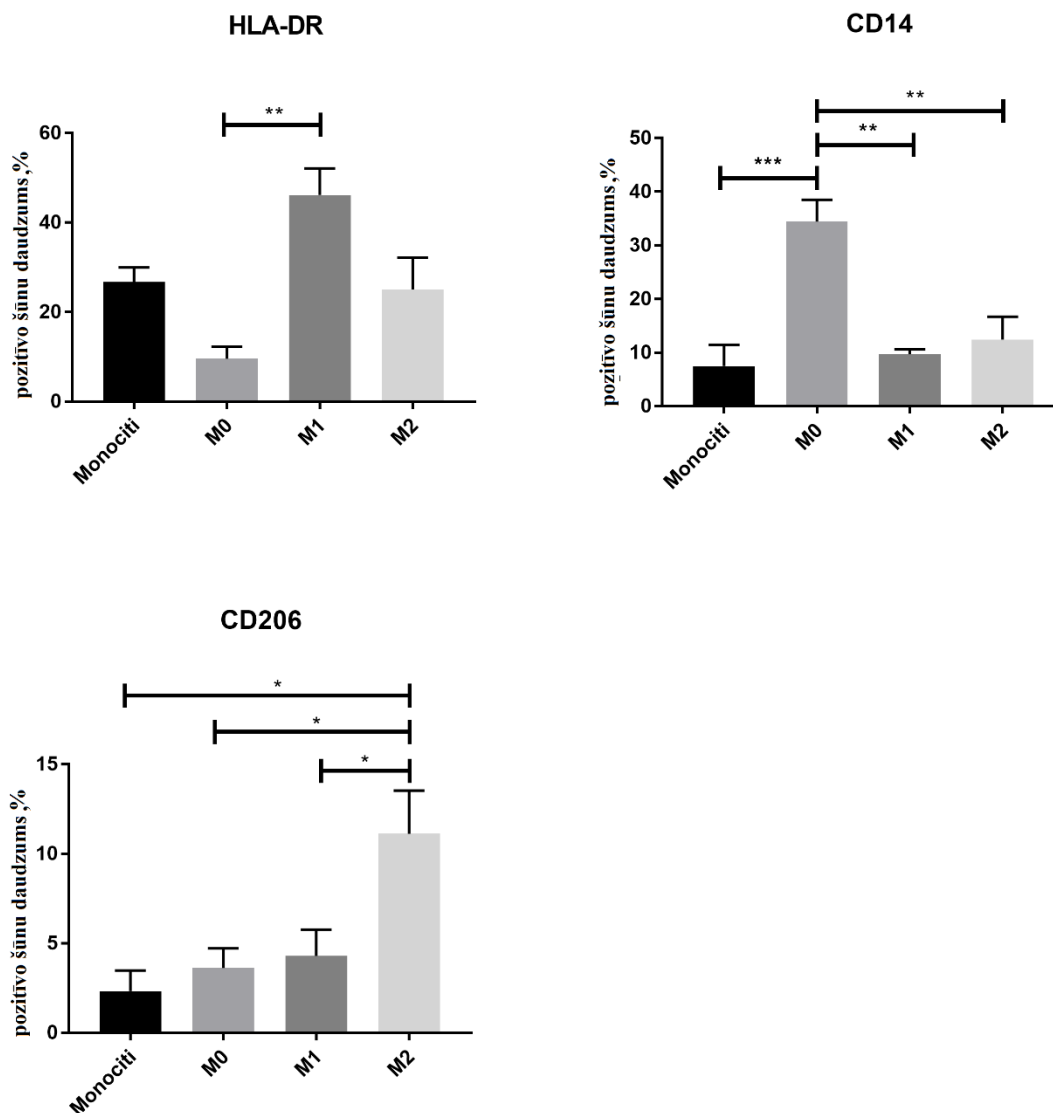 HLA-DR
**
60
40
20
0
pozitīvo šūnu daudzums,%
Monociti
M0
M1
M2
CD14
**
**
***
50
40
30
20
10
0
pozitīvo šūnu daudzums,%
Monociti
M0
M1
M2
CD206
*
*
*
15
10
5
0
pozitīvo šūnu daudzums,%
Monociti
M0
M1
M2